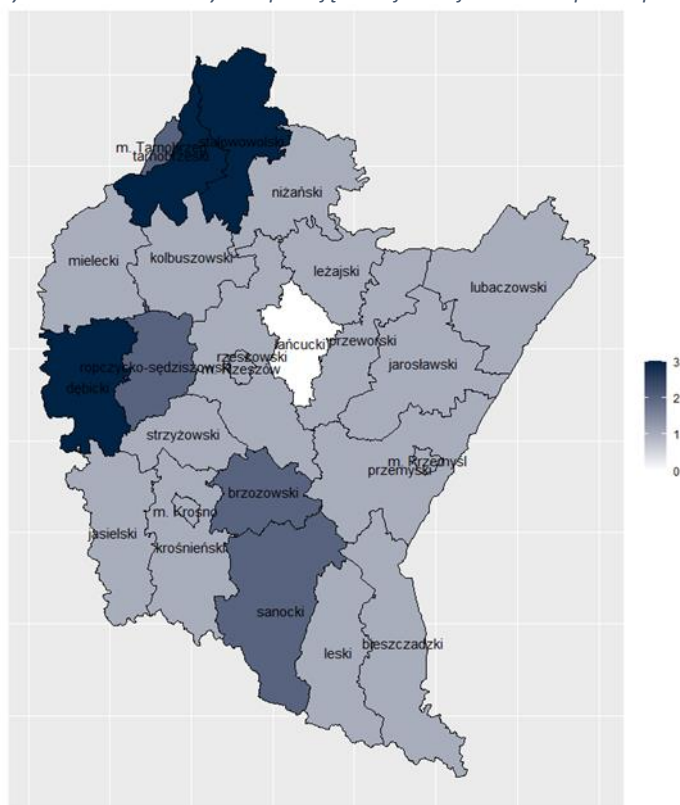 m. Tarnobrzeg
tarnobrzeski
stalowowolski
niżański
mielecki
kolbuszowski
leżajski
lubaczowski
łańcucki
przeworski
jarosławski
rzeszowski
m. Rzeszów
ropczycko-sędziszowski
dębicki
strzyżowski
m. Przemyśl
przemyski
brzozowski
m. Krosno
jasielski
krośnieński
sanocki
leski
bieszczadzki
3
2
1
0